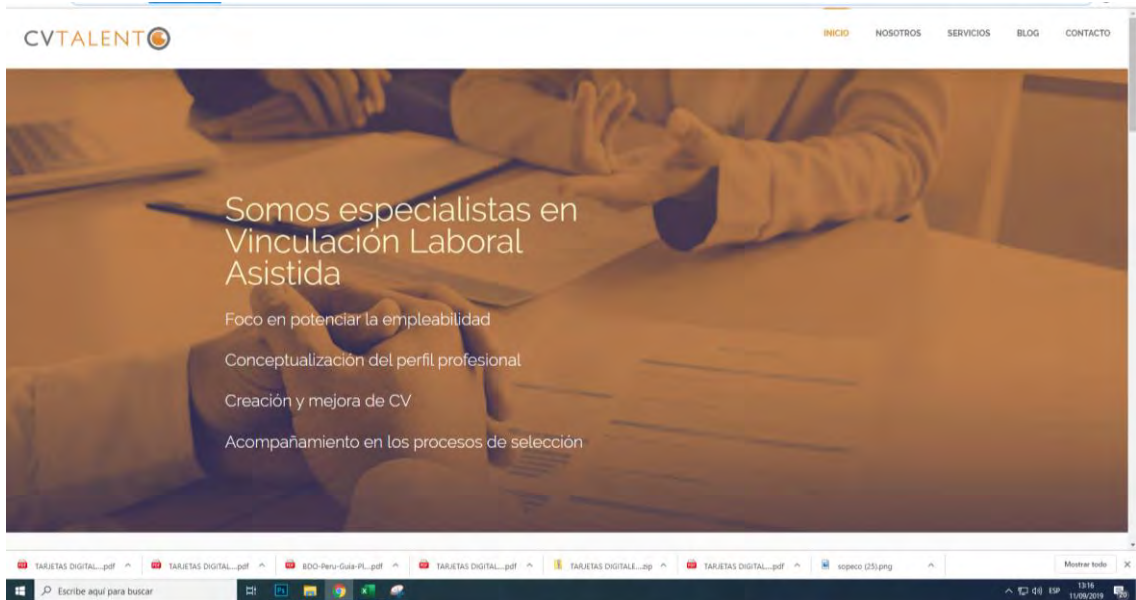 CVTALENTO
INICIO NOSOTROS SERVICIOS BLOG CONTACTO
Somos especialistas en
Vinculación Laboral
Asistida
Foco en potenciar la empleabilidad
Conceptualización del perfil profesional
Creación y mejora de CV
Acompañamiento en los procesos de selección
TARJETAS DIGITAL....pdf TARJETAS DIGITAL....pdf BDO-Peru-Guia-Pl....pdf TARJETAS DIGITAL....pdf TARJETAS DIGITALE....zip TARJETAS DIGITAL....pdf sopeco (25).png Mostrar todo
Escribe aquí para buscar Ps ESP 13:16
11/09/2019 20